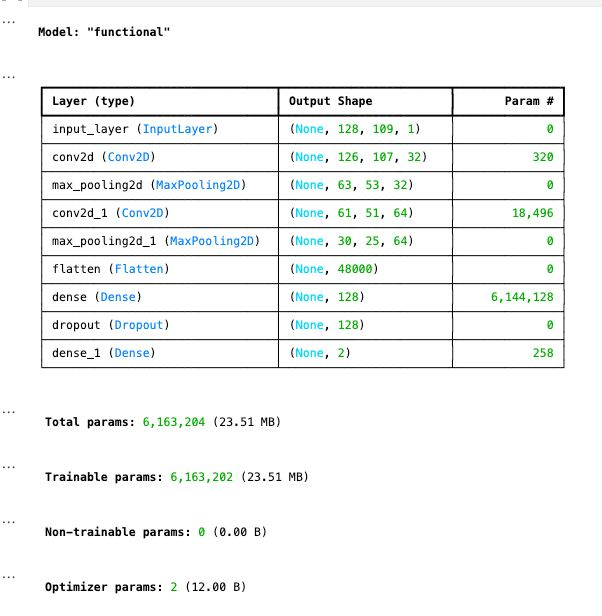 ...
Model: "functional"
...
Layer (type) Output Shape Param #
input_layer (InputLayer) (None, 128, 109, 1) 0
conv2d (Conv2D) (None, 126, 107, 32) 320
max_pooling2d (MaxPooling2D) (None, 63, 53, 32) 0
conv2d_1 (Conv2D) (None, 61, 51, 64) 18,496
max_pooling2d_1 (MaxPooling2D) (None, 30, 25, 64) 0
flatten (Flatten) (None, 48000) 0
dense (Dense) (None, 128) 6,144,128
dropout (Dropout) (None, 128) 0
dense_1 (Dense) (None, 2) 258
...
Total params: 6,163,204 (23.51 MB)
...
Trainable params: 6,163,202 (23.51 MB)
...
Non-trainable params: 0 (0.00 B)
...
Optimizer params: 2 (12.00 B)